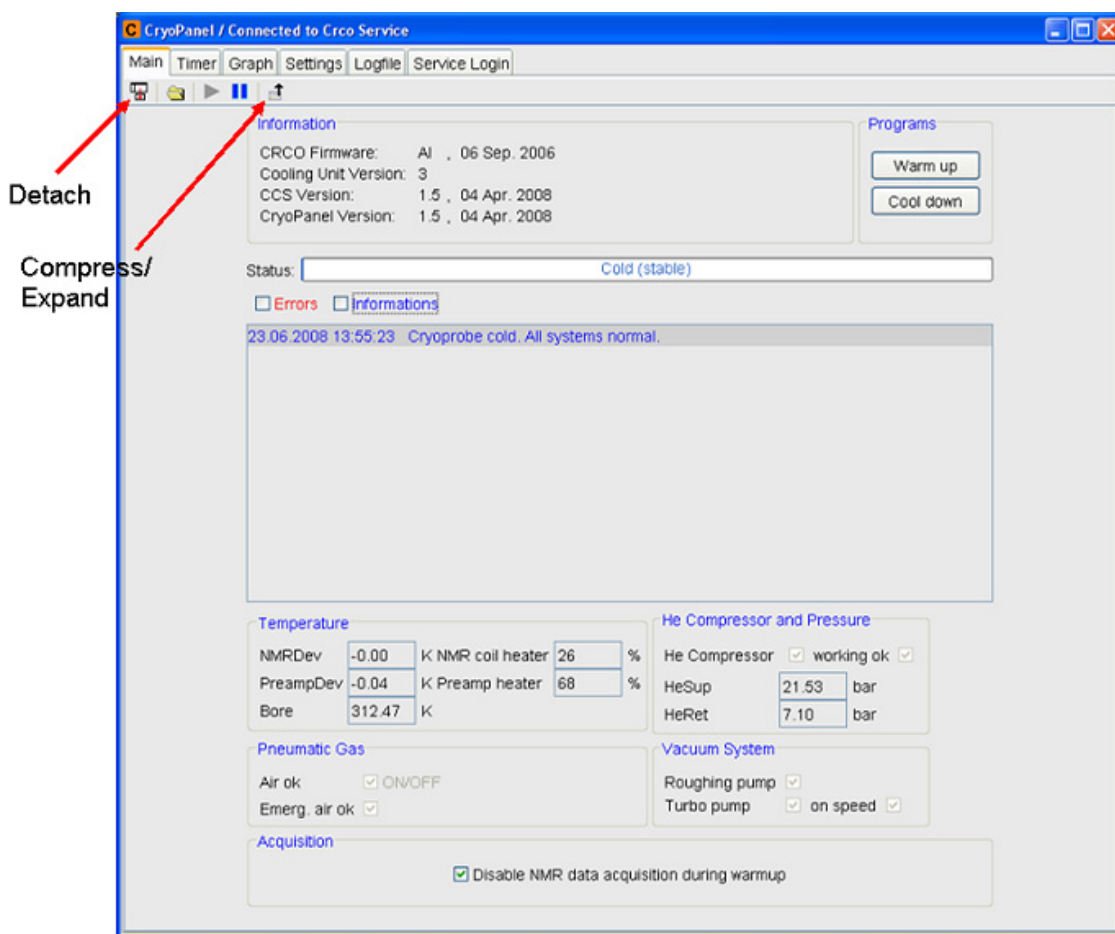 CryoPanel / Connected to Crco Service
Main Timer Graph Settings Logfile Service Login
Detach
Compress/
Expand
Information
CRCO Firmware: AI , 06 Sep. 2006
Cooling Unit Version: 3
CCS Version: 1.5 , 04 Apr. 2008
CryoPanel Version: 1.5 , 04 Apr. 2008
Programs
Warm up
Cool down
Status: Cold (stable)
Errors Informations
23.06.2008 13:55:23 Cryoprobe cold. All systems normal.
Temperature
NMRDev -0.00 K NMR coil heater 26 %
PreampDev -0.04 K Preamp heater 68 %
Bore 312.47 K
He Compressor and Pressure
He Compressor working ok
HeSup 21.53 bar
HeRet 7.10 bar
Pneumatic Gas
Air ok ON/OFF
Emerg. air ok
Vacuum System
Roughing pump
Turbo pump on speed
Acquisition
Disable NMR data acquisition during warmup